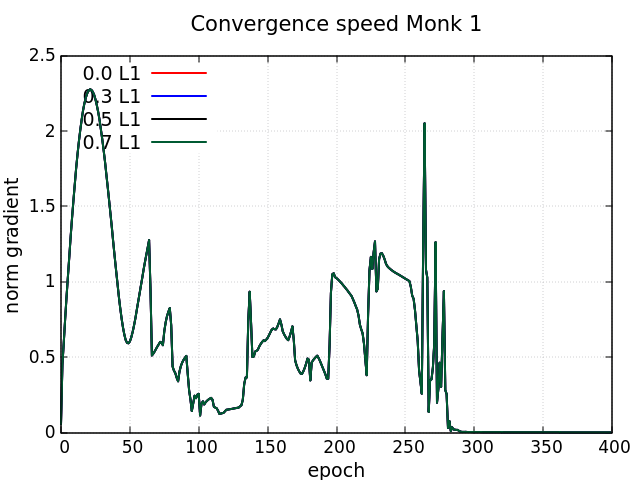 Convergence speed Monk 1
2.5
2
1.5
1
0.5
0
norm gradient
0.0 L1
0.3 L1
0.5 L1
0.7 L1
0 50 100 150 200 250 300 350 400
epoch